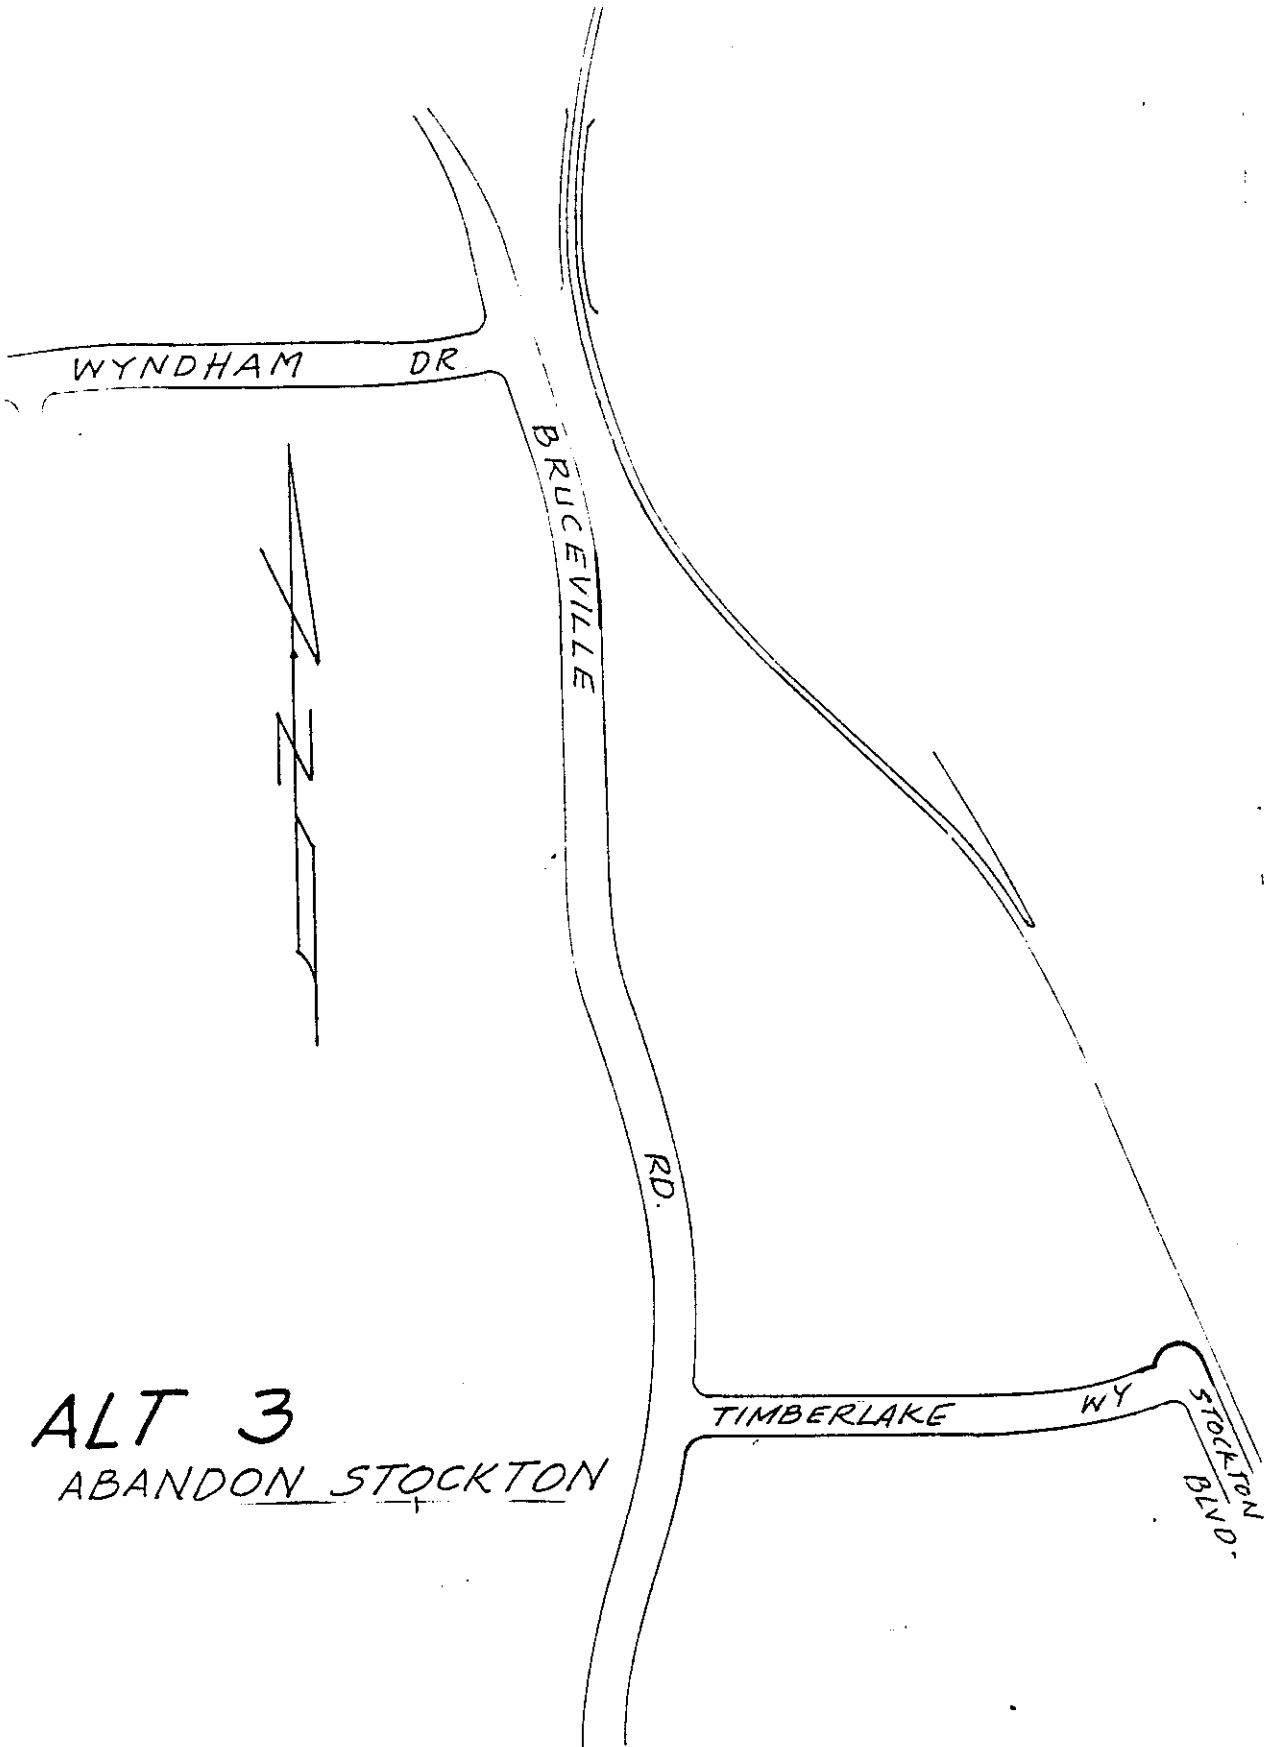 WYNDHAM DR
BRUCEVILLE
RD.
N
TIMBERLAKE WY
STOCKTON
BLVD.
ALT 3
ABANDON STOCKTON